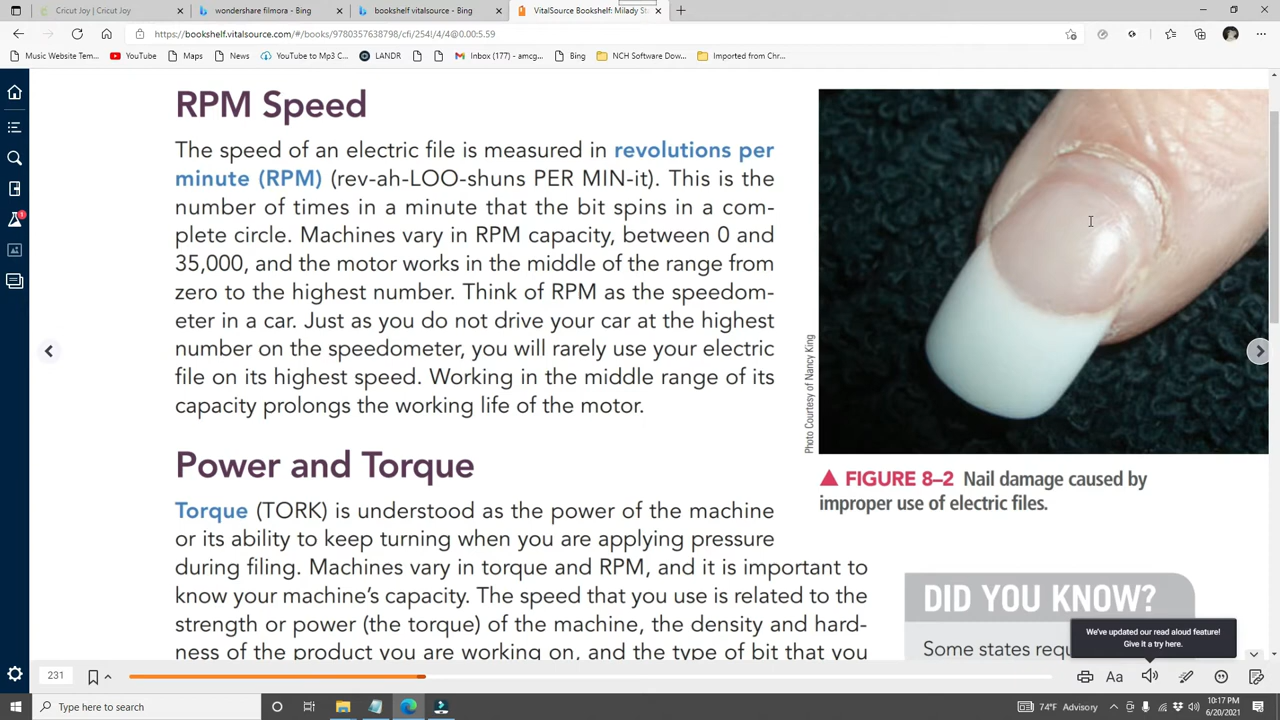 Cricut Joy | Cricut Joy
wondershare filmora - Bing
bookshelf vitalsource - Bing
VitalSource Bookshelf: Milady St
https://bookshelf.vitalsource.com/#/books/9780357638798/cfi/254!/4/4@0.00:5.59
Music Website Tem...
YouTube
Maps
News
YouTube to Mp3 C...
LANDR
Inbox (177) - amcg...
Bing
NCH Software Dow...
Imported from Chr...
RPM Speed
The speed of an electric file is measured in revolutions per
minute (RPM) (rev-ah-LOO-shuns PER MIN-it). This is the
number of times in a minute that the bit spins in a com-
plete circle. Machines vary in RPM capacity, between 0 and
35,000, and the motor works in the middle of the range from
zero to the highest number. Think of RPM as the speedom-
eter in a car. Just as you do not drive your car at the highest
number on the speedometer, you will rarely use your electric
file on its highest speed. Working in the middle range of its
capacity prolongs the working life of the motor.
Power and Torque
Torque (TORK) is understood as the power of the machine
or its ability to keep turning when you are applying pressure
during filing. Machines vary in torque and RPM, and it is important to
know your machine's capacity. The speed that you use is related to the
strength or power (the torque) of the machine, the density and hard-
ness of the product you are working on, and the type of bit that you
Photo Courtesy of Nancy King
▲ FIGURE 8–2 Nail damage caused by
improper use of electric files.
DID YOU KNOW?
Some states requ
We've updated our read aloud feature!
Give it a try here.
1
231
Aa
Type here to search
74°F Advisory
10:17 PM
6/20/2021